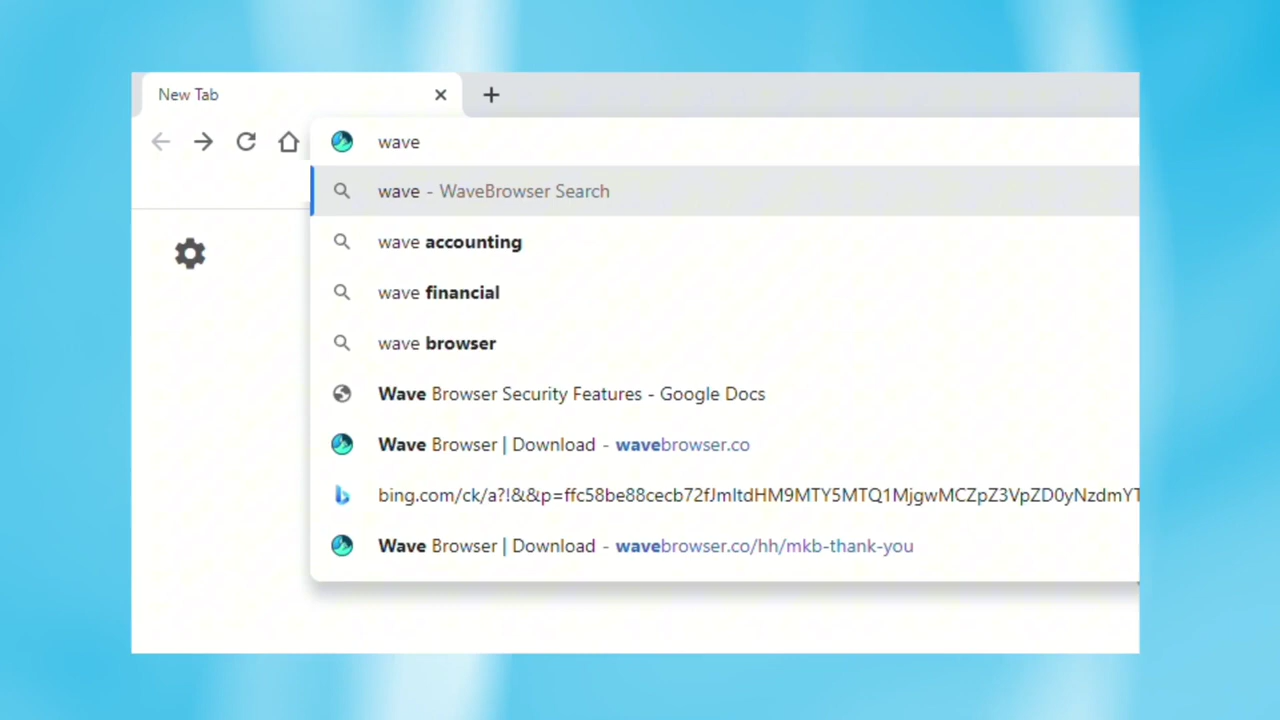 New Tab
wave
wave - WaveBrowser Search
wave accounting
wave financial
wave browser
Wave Browser Security Features - Google Docs
Wave Browser | Download - wavebrowser.co
bing.com/ck/a?!&&p=ffc58be88cecb72fJmltdHM9MTY5MTQ1MjgwMCZpZ3VpZD0yNzdmYT
Wave Browser | Download - wavebrowser.co/hh/mkb-thank-you